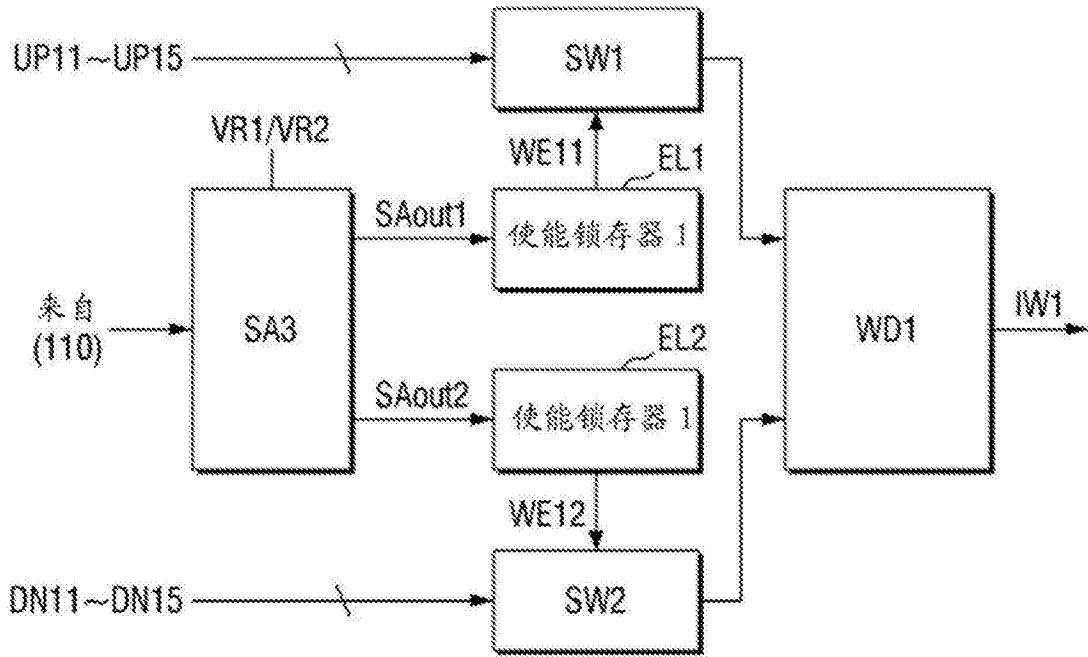 UP11~UP15
SW1
VR1/VR2
WE11
EL1
SAout1
使能锁存器 1
来自
(110)
SA3
WD1
IW1
EL2
SAout2
使能锁存器 1
WE12
DN11~DN15
SW2